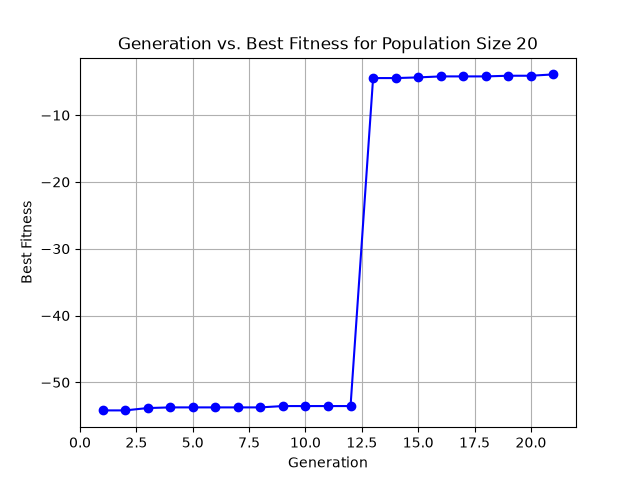 Generation vs. Best Fitness for Population Size 20
Best Fitness
−10
−20
−30
−40
−50
0.0 2.5 5.0 7.5 10.0 12.5 15.0 17.5 20.0
Generation